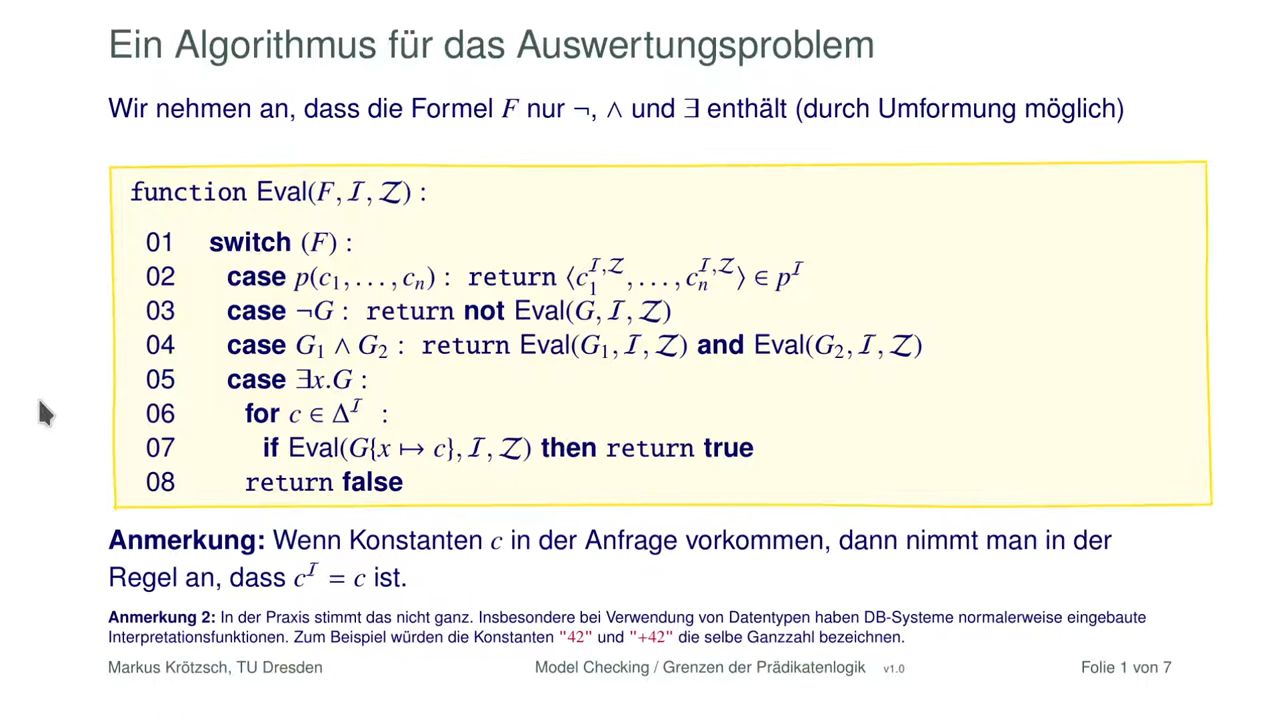 Ein Algorithmus für das Auswertungsproblem
Wir nehmen an, dass die Formel F nur ¬, ∧ und ∃ enthält (durch Umformung möglich)
function Eval(F, I, Z) :
01 switch (F) :
02 case p(c₁, . . . , cₙ) : return ⟨c₁^{I,Z}, . . . , cₙ^{I,Z}⟩ ∈ p^I
03 case ¬G : return not Eval(G, I, Z)
04 case G₁ ∧ G₂ : return Eval(G₁, I, Z) and Eval(G₂, I, Z)
05 case ∃x.G :
06 for c ∈ Δ^I :
07 if Eval(G{x ↦ c}, I, Z) then return true
08 return false
Anmerkung: Wenn Konstanten c in der Anfrage vorkommen, dann nimmt man in der
Regel an, dass c^I = c ist.
Anmerkung 2: In der Praxis stimmt das nicht ganz. Insbesondere bei Verwendung von Datentypen haben DB-Systeme normalerweise eingebaute
Interpretationsfunktionen. Zum Beispiel würden die Konstanten "42" und "+42" die selbe Ganzzahl bezeichnen.
Markus Krötzsch, TU Dresden Model Checking / Grenzen der Prädikatenlogik v1.0 Folie 1 von 7